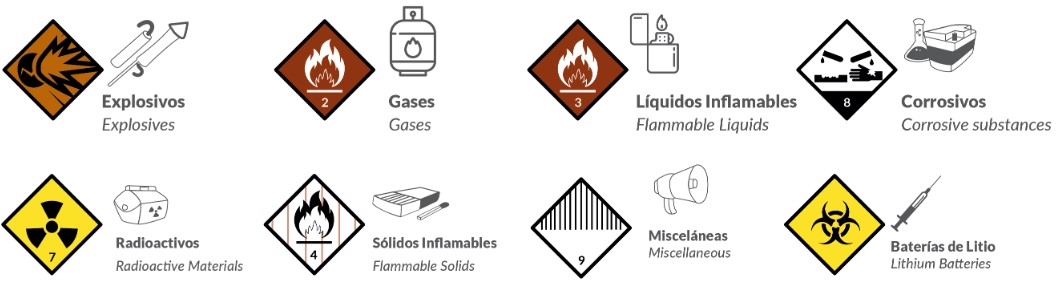 Explosivos
Explosives
2
Gases
Gases
3
Líquidos Inflamables
Flammable Liquids
8
Corrosivos
Corrosive substances
7
Radioactivos
Radioactive Materials
4
Sólidos Inflamables
Flammable Solids
9
Misceláneas
Miscellaneous
Baterías de Litio
Lithium Batteries